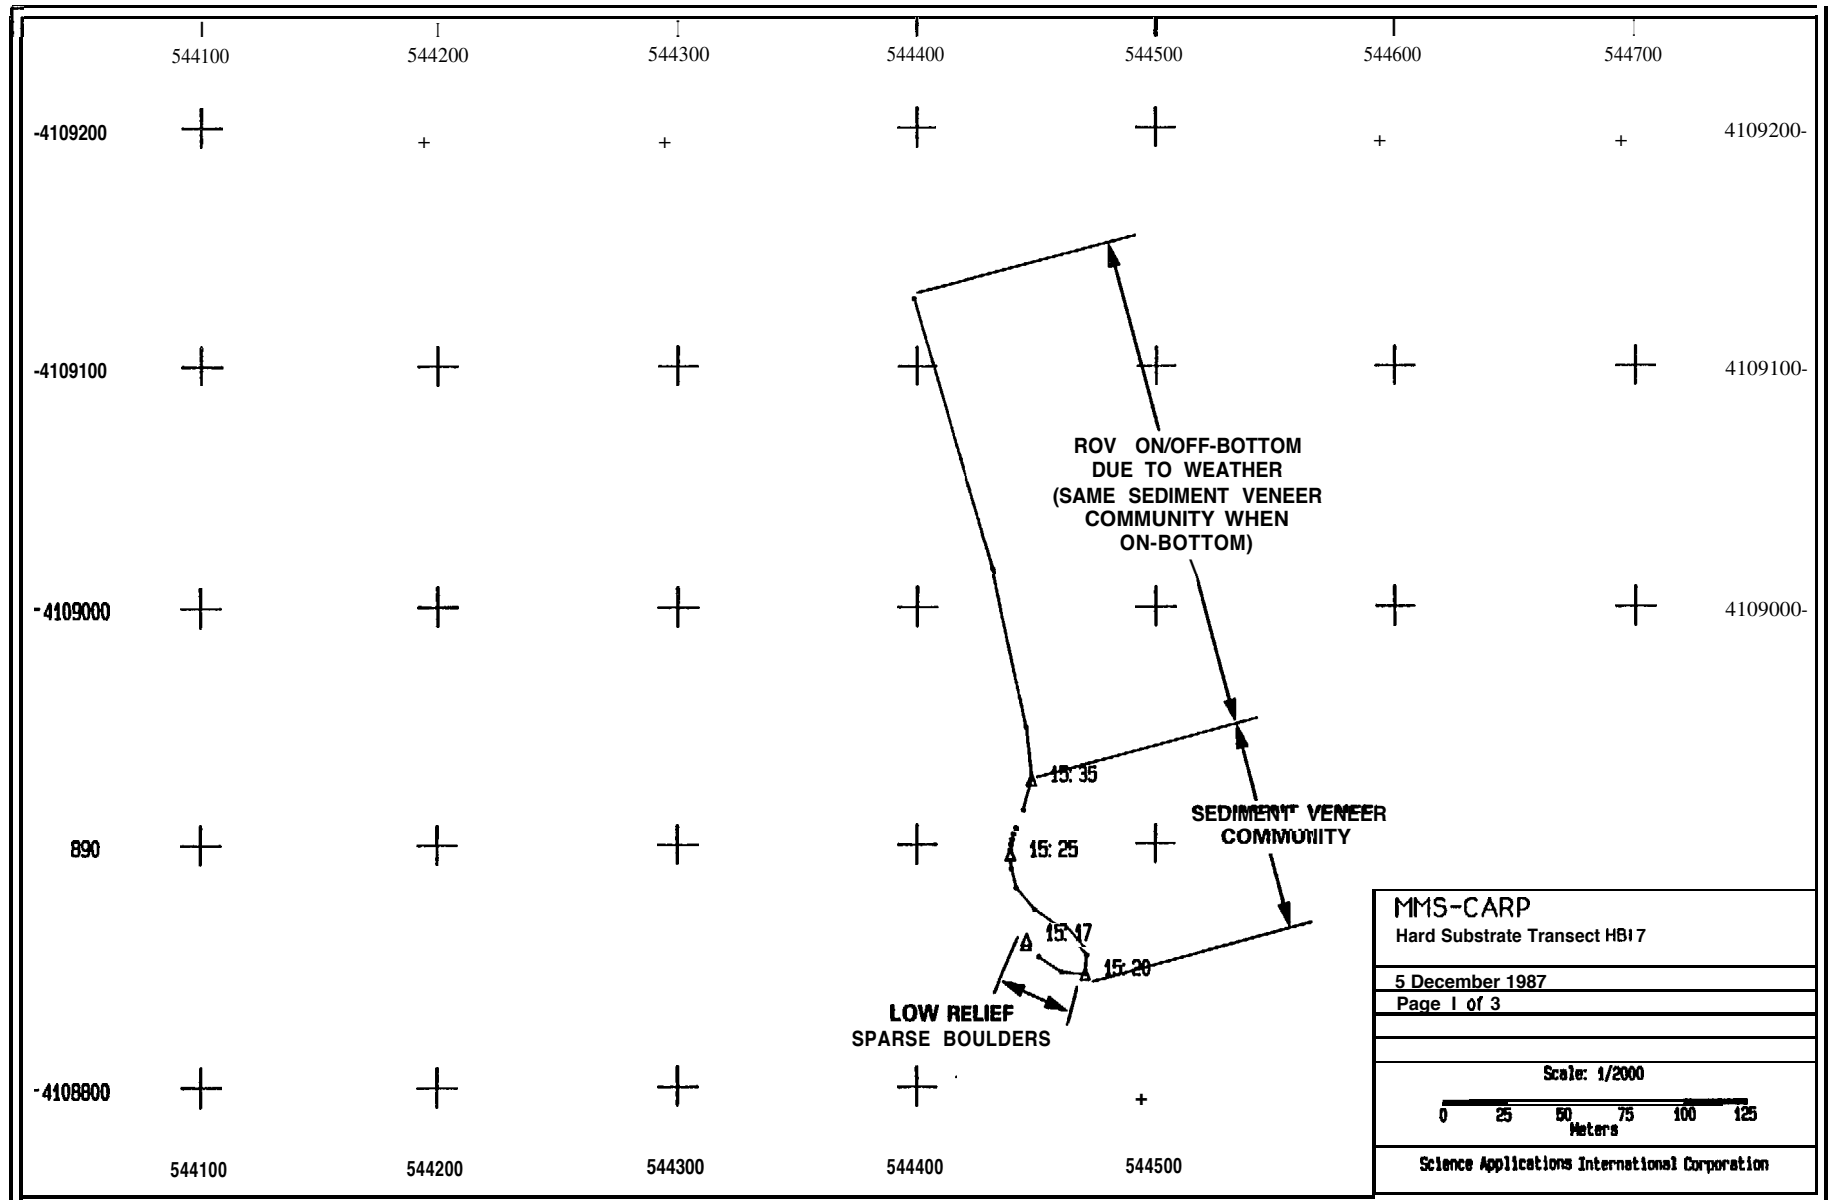 544100 544200 544300 544400 544500 544600 544700
-4109200 4109200-
-4109100 4109100-
ROV ON/OFF-BOTTOM
DUE TO WEATHER
(SAME SEDIMENT VENEER
COMMUNITY WHEN
ON-BOTTOM)
-4109000 4109000-
15:35
SEDIMENT VENEER
COMMUNITY
890
15:25
15:17
15:20
LOW RELIEF
SPARSE BOULDERS
-4108800
544100 544200 544300 544400 544500
MMS-CARP
Hard Substrate Transect HB17
5 December 1987
Page 1 of 3
Scale: 1/2000
0 25 50 75 100 125
Meters
Science Applications International Corporation